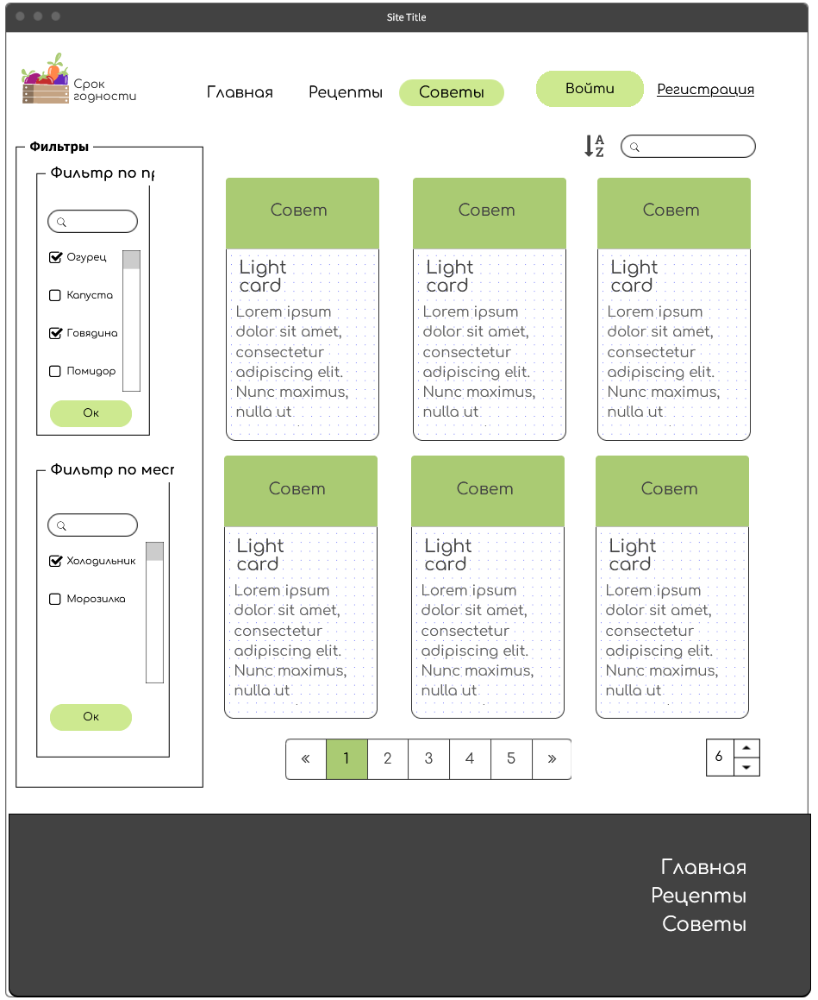 Site Title
Срок
годности
Главная
Рецепты
Советы
Войти
Регистрация
A
Z
Фильтры
Фильтр по пр
Огурец
Капуста
Говядина
Помидор
Ок
Фильтр по мест
Холодильник
Морозилка
Ок
Совет
Light
card
Lorem ipsum
dolor sit amet,
consectetur
adipiscing elit.
Nunc maximus,
nulla ut
Совет
Light
card
Lorem ipsum
dolor sit amet,
consectetur
adipiscing elit.
Nunc maximus,
nulla ut
Совет
Light
card
Lorem ipsum
dolor sit amet,
consectetur
adipiscing elit.
Nunc maximus,
nulla ut
Совет
Light
card
Lorem ipsum
dolor sit amet,
consectetur
adipiscing elit.
Nunc maximus,
nulla ut
Совет
Light
card
Lorem ipsum
dolor sit amet,
consectetur
adipiscing elit.
Nunc maximus,
nulla ut
Совет
Light
card
Lorem ipsum
dolor sit amet,
consectetur
adipiscing elit.
Nunc maximus,
nulla ut
« 1 2 3 4 5 »
6
Главная
Рецепты
Советы